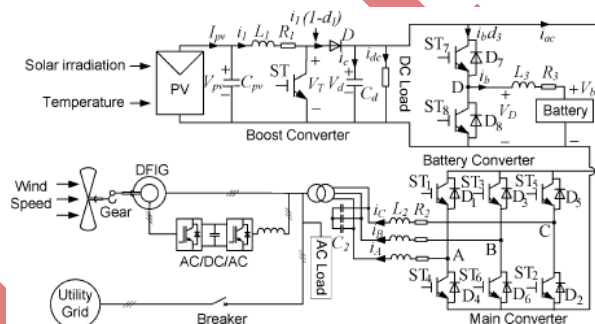 I_pv i_1 L_1 R_1 i_1(1-d_1) D i_b d_3 i_ac
Solar irradiation
Temperature
PV
V_pv C_pv
ST V_T V_d
i_c C_d
i_dc
DC Load
Boost Converter
ST_7 D_7
D i_b L_3 R_3
ST_8 D_8
V_D
V_b
Battery
Battery Converter
DFIG
Wind
Speed
Gear
AC/DC/AC
C_2
AC Load
i_C L_2 R_2
i_B
i_A
ST_1 D_1 ST_3 D_3 ST_5 D_5
A B C
ST_4 D_4 ST_6 D_6 ST_2 D_2
Main Converter
Utility
Grid
Breaker